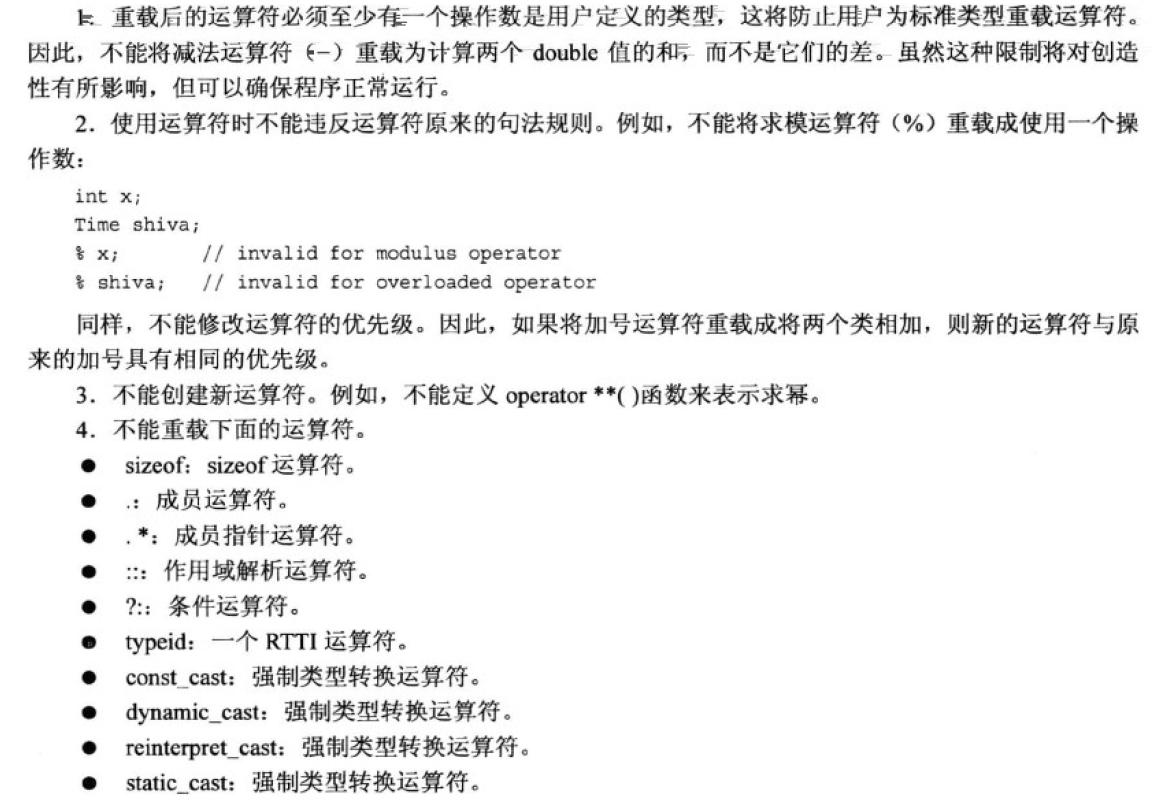 1. 重载后的运算符必须至少有一个操作数是用户定义的类型，这将防止用户为标准类型重载运算符。
因此，不能将减法运算符（−）重载为计算两个 double 值的和，而不是它们的差。虽然这种限制将对创造
性有所影响，但可以确保程序正常运行。
2．使用运算符时不能违反运算符原来的句法规则。例如，不能将求模运算符（%）重载成使用一个操
作数：
int x;
Time shiva;
% x;        // invalid for modulus operator
% shiva;    // invalid for overloaded operator
同样，不能修改运算符的优先级。因此，如果将加号运算符重载成将两个类相加，则新的运算符与原
来的加号具有相同的优先级。
3．不能创建新运算符。例如，不能定义 operator **( )函数来表示求幂。
4．不能重载下面的运算符。
● sizeof：sizeof 运算符。
● .：成员运算符。
● . *：成员指针运算符。
● ::：作用域解析运算符。
● ?:：条件运算符。
● typeid：一个 RTTI 运算符。
● const_cast：强制类型转换运算符。
● dynamic_cast：强制类型转换运算符。
● reinterpret_cast：强制类型转换运算符。
● static_cast：强制类型转换运算符。